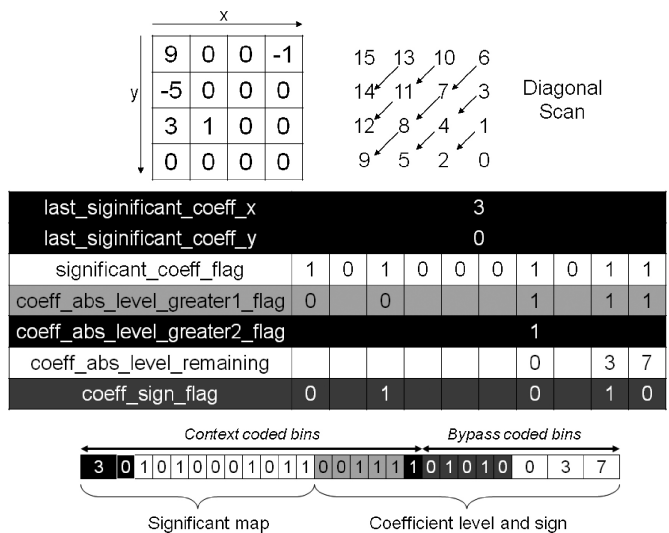 x
y
9 0 0 -1
-5 0 0 0
3 1 0 0
0 0 0 0
15 13 10 6
14 11 7 3
12 8 4 1
9 5 2 0
Diagonal
Scan
last_siginificant_coeff_x 3
last_siginificant_coeff_y 0
significant_coeff_flag 1 0 1 0 0 0 1 0 1 1
coeff_abs_level_greater1_flag 0 0 1 1 1
coeff_abs_level_greater2_flag 1
coeff_abs_level_remaining 0 3 7
coeff_sign_flag 0 1 0 1 0
Context coded bins Bypass coded bins
3 0 1 0 1 0 0 0 1 0 1 1 0 0 1 1 1 1 0 1 0 1 0 0 3 7
Significant map Coefficient level and sign